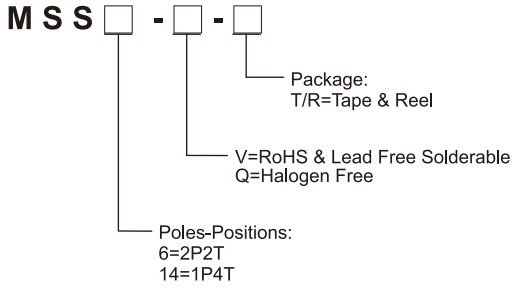 M S S □ - □ - □
Package:
T/R=Tape & Reel
V=RoHS & Lead Free Solderable
Q=Halogen Free
Poles-Positions:
6=2P2T
14=1P4T